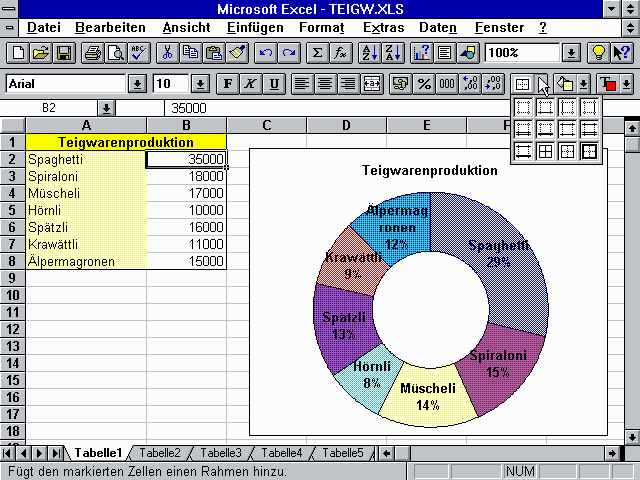 Microsoft Excel - TEIGW.XLS
Datei Bearbeiten Ansicht Einfügen Format Extras Daten Fenster ?
ABC Σ A Z Z A 100% ?
Arial 10 F K U a % 000 ,00 ,0 T
B2 35000
A B C D E F
1 Teigwarenproduktion
2 Spaghetti 35000
3 Spiraloni 18000
4 Müscheli 17000
5 Hörnli 10000
6 Spätzli 16000
7 Krawättli 11000
8 Älpermagronen 15000
9
10
11
12
13
14
15
16
17
18
Teigwarenproduktion
Älpermag
ronen
12%
Spaghetti
29%
Krawättli
9%
Spätzli
13%
Spiraloni
15%
Hörnli
8%
Müscheli
14%
Tabelle1 Tabelle2 Tabelle3 Tabelle4 Tabelle5
Fügt den markierten Zellen einen Rahmen hinzu. NUM